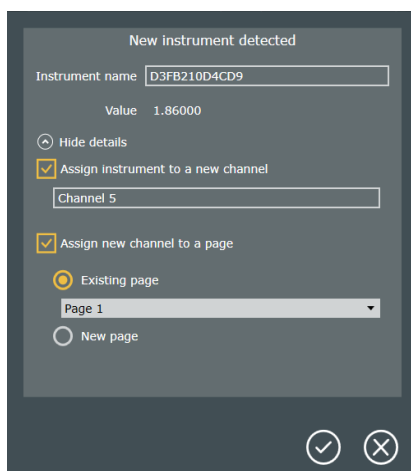 New instrument detected
Instrument name D3FB210D4CD9
Value 1.86000
Hide details
Assign instrument to a new channel
Channel 5
Assign new channel to a page
Existing page
Page 1
New page